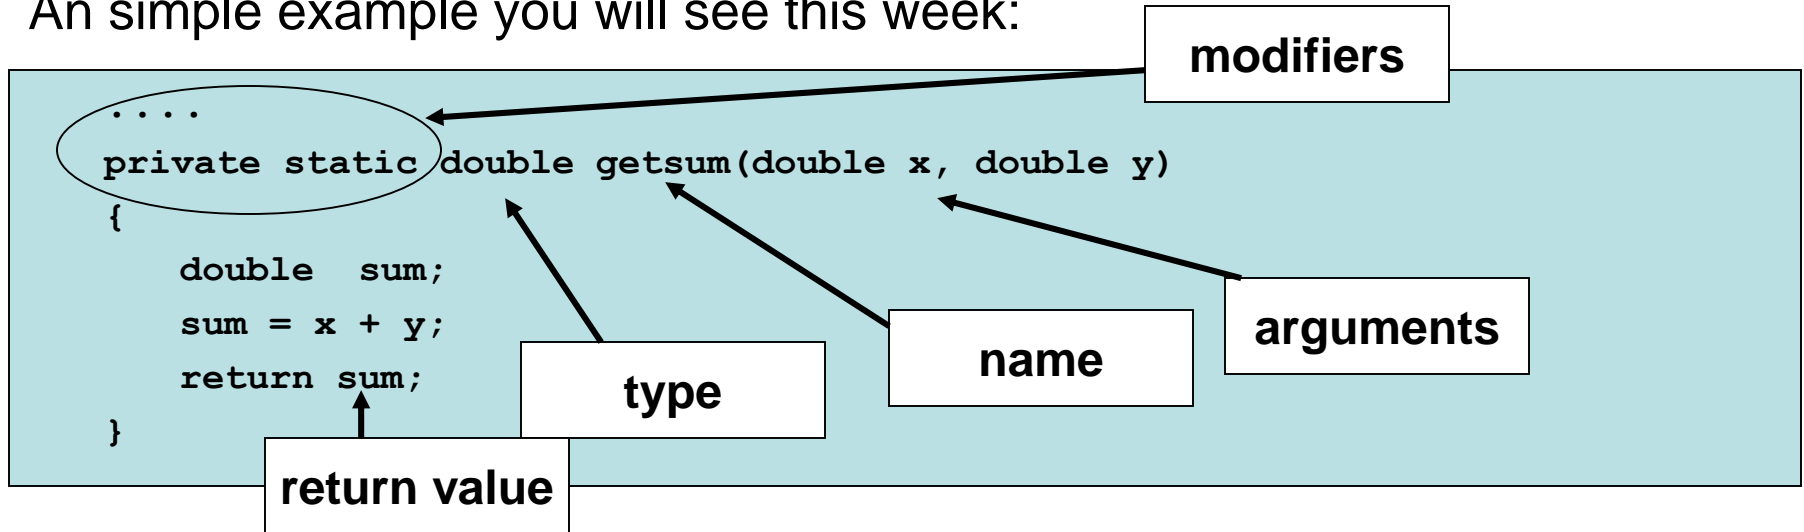 An simple example you will see this week:
modifiers
....
private static double getsum(double x, double y)
{
double sum;
sum = x + y;
return sum;
}
type
name
arguments
return value